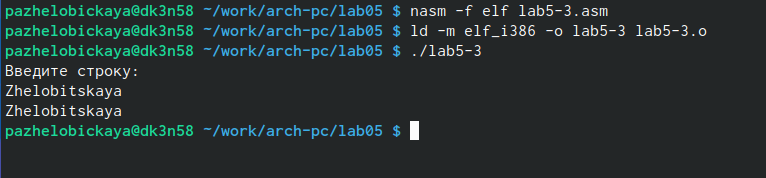 pazhelobickaya@dk3n58 ~/work/arch-pc/lab05 $ nasm -f elf lab5-3.asm
pazhelobickaya@dk3n58 ~/work/arch-pc/lab05 $ ld -m elf_i386 -o lab5-3 lab5-3.o
pazhelobickaya@dk3n58 ~/work/arch-pc/lab05 $ ./lab5-3
Введите строку:
Zhelobitskaya
Zhelobitskaya
pazhelobickaya@dk3n58 ~/work/arch-pc/lab05 $